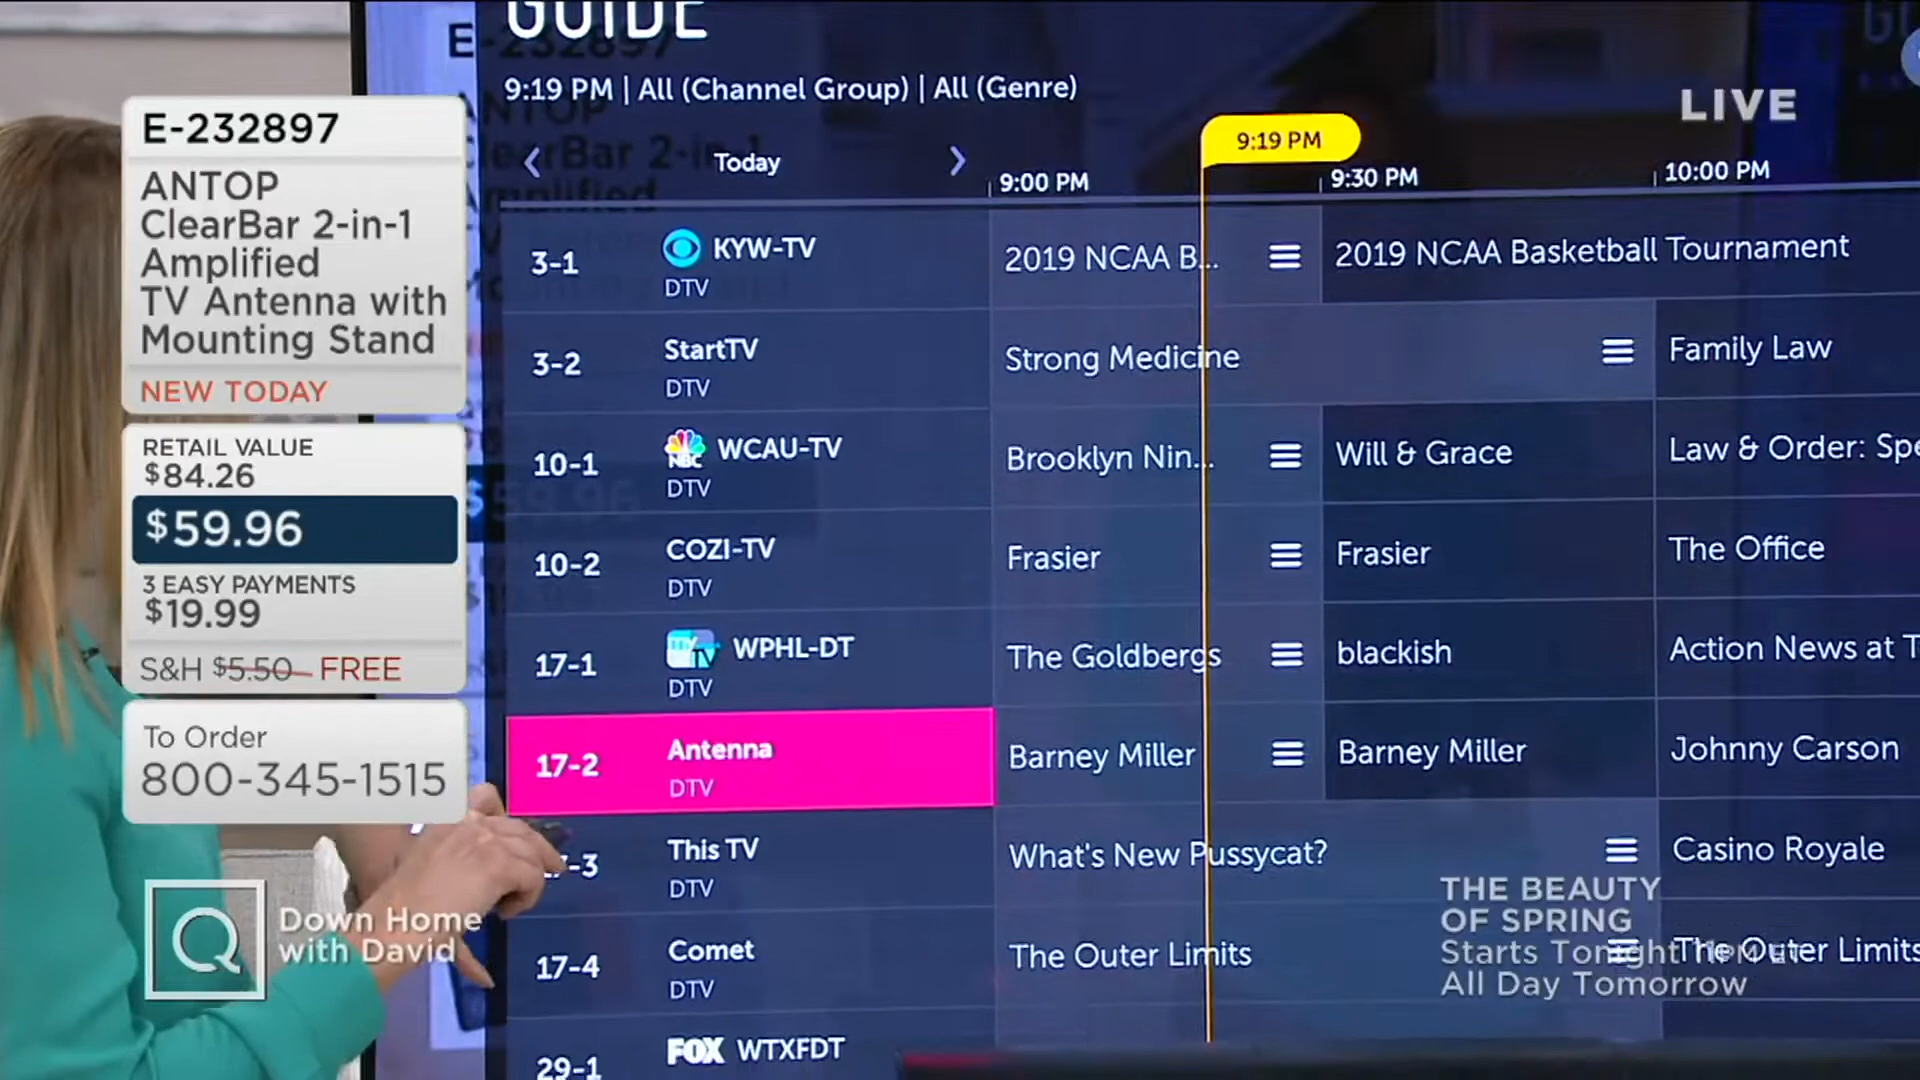 GUIDE
9:19 PM | All (Channel Group) | All (Genre)
LIVE
E-232897
ANTOP
ClearBar 2-in-1
Amplified
TV Antenna with
Mounting Stand
NEW TODAY
RETAIL VALUE
$84.26
$59.96
3 EASY PAYMENTS
$19.99
S&H $5.50 FREE
To Order
800-345-1515
Q
Down Home
with David
9:19 PM
Today
9:00 PM
9:30 PM
10:00 PM
3-1
KYW-TV
DTV
2019 NCAA B...
2019 NCAA Basketball Tournament
3-2
StartTV
DTV
Strong Medicine
Family Law
10-1
NBC
WCAU-TV
DTV
Brooklyn Nin...
Will & Grace
Law & Order: Spe
10-2
COZI-TV
DTV
Frasier
Frasier
The Office
17-1
my TV
WPHL-DT
DTV
The Goldbergs
blackish
Action News at T
17-2
Antenna
DTV
Barney Miller
Barney Miller
Johnny Carson
-3
This TV
DTV
What's New Pussycat?
Casino Royale
17-4
Comet
DTV
The Outer Limits
The Outer Limits
29-1
FOX WTXFDT
THE BEAUTY
OF SPRING
Starts Tonight 11PM ET
All Day Tomorrow